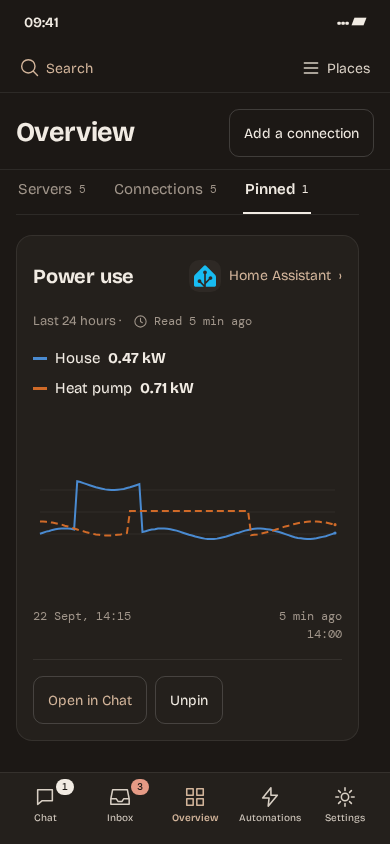 09:41
Search
Places
Overview
Add a connection
Servers 5
Connections 5
Pinned 1
Power use
Home Assistant ›
Last 24 hours ·
Read 5 min ago
House 0.47 kW
Heat pump 0.71 kW
22 Sept, 14:15
5 min ago
14:00
Open in Chat
Unpin
1
3
Chat
Inbox
Overview
Automations
Settings